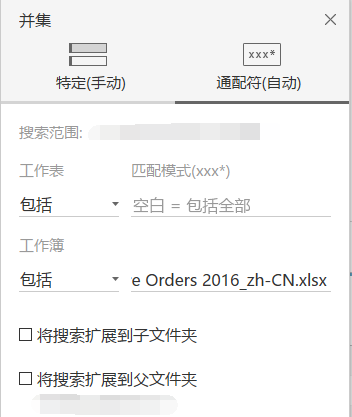 并集
xxx*
特定(手动)
通配符(自动)
搜索范围:
工作表
匹配模式(xxx*)
包括
空白 = 包括全部
工作簿
包括
e Orders 2016_zh-CN.xlsx
将搜索扩展到子文件夹
将搜索扩展到父文件夹